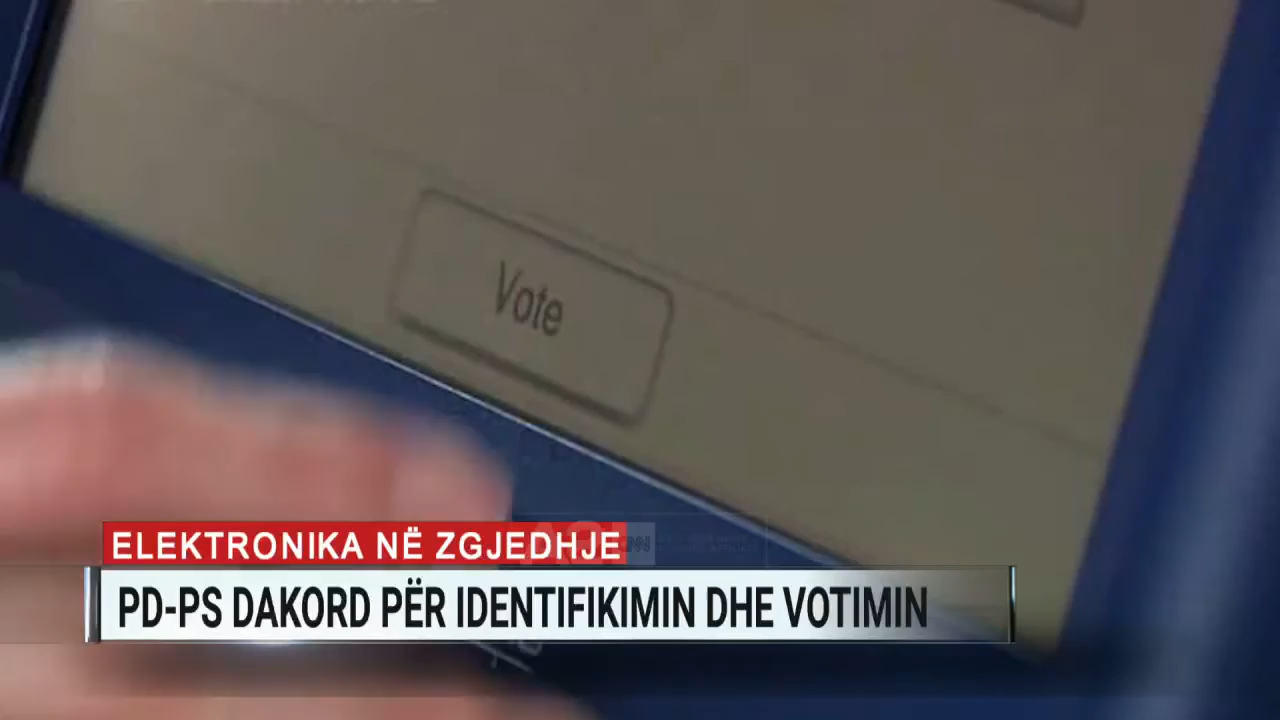 Vote
ELEKTRONIKA NË ZGJEDHJE
PD-PS DAKORD PËR IDENTIFIKIMIN DHE VOTIMIN